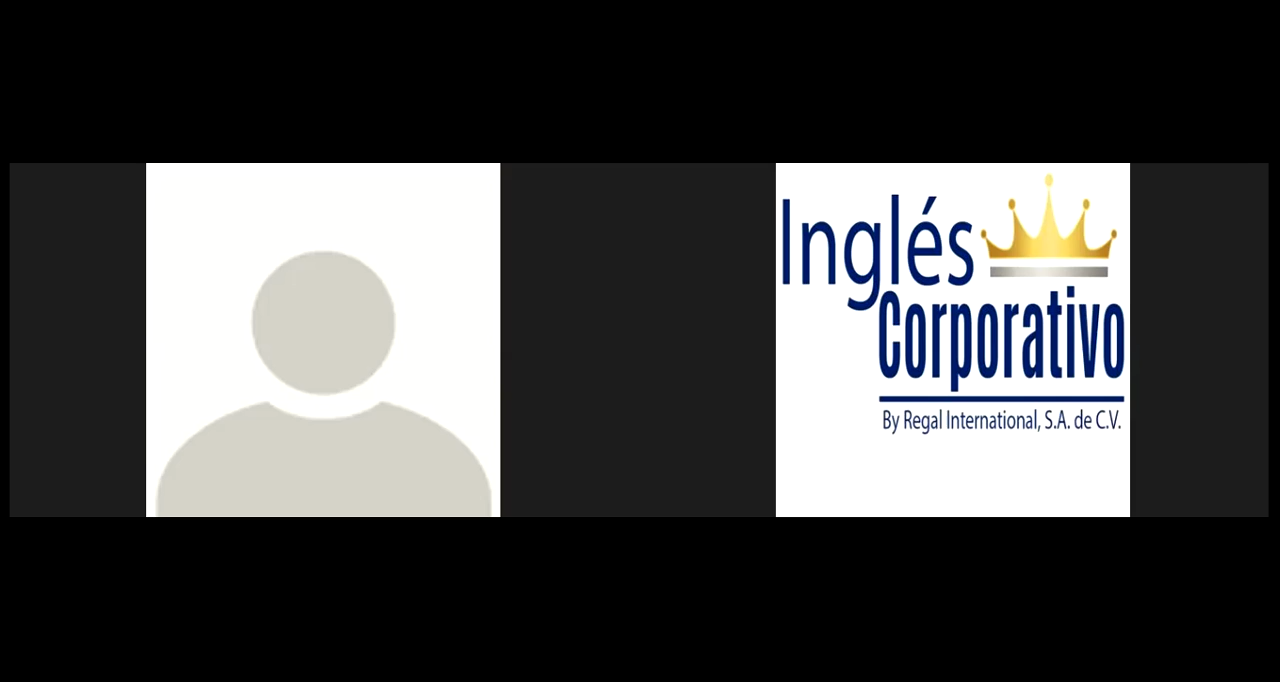 Inglés
Corporativo
By Regal International, S.A. de C.V.